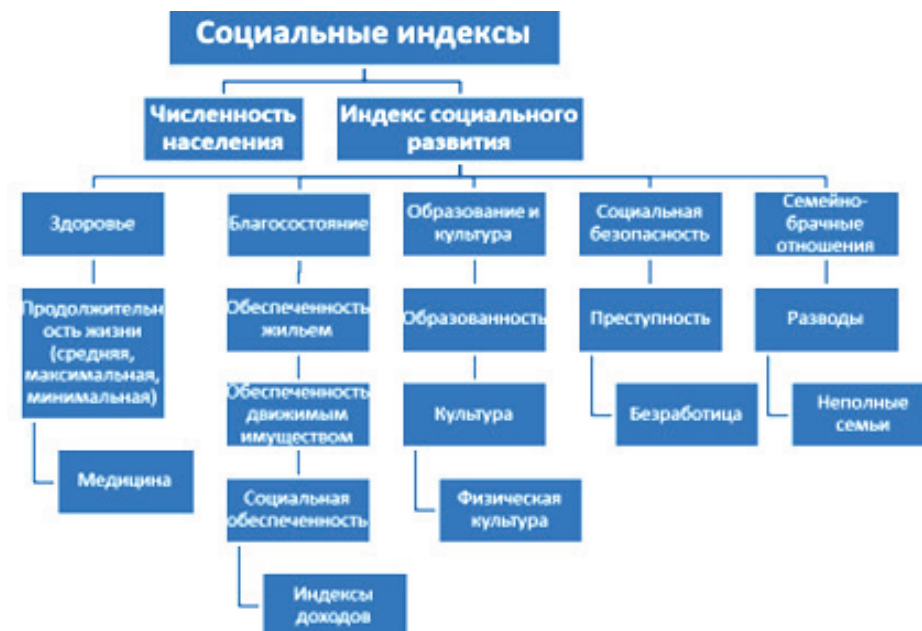 Социальные индексы
Численность
населения
Индекс социального
развития
Здоровье
Благосостояние
Образование и
культура
Социальная
безопасность
Семейно-
брачные
отношения
Продолжительн
ость жизни
(средняя,
максимальная,
минимальная)
Обеспеченность
жильем
Образованность
Преступность
Разводы
Обеспеченность
движимым
имуществом
Культура
Безработица
Неполные
семьи
Медицина
Социальная
обеспеченность
Физическая
культура
Индексы
доходов